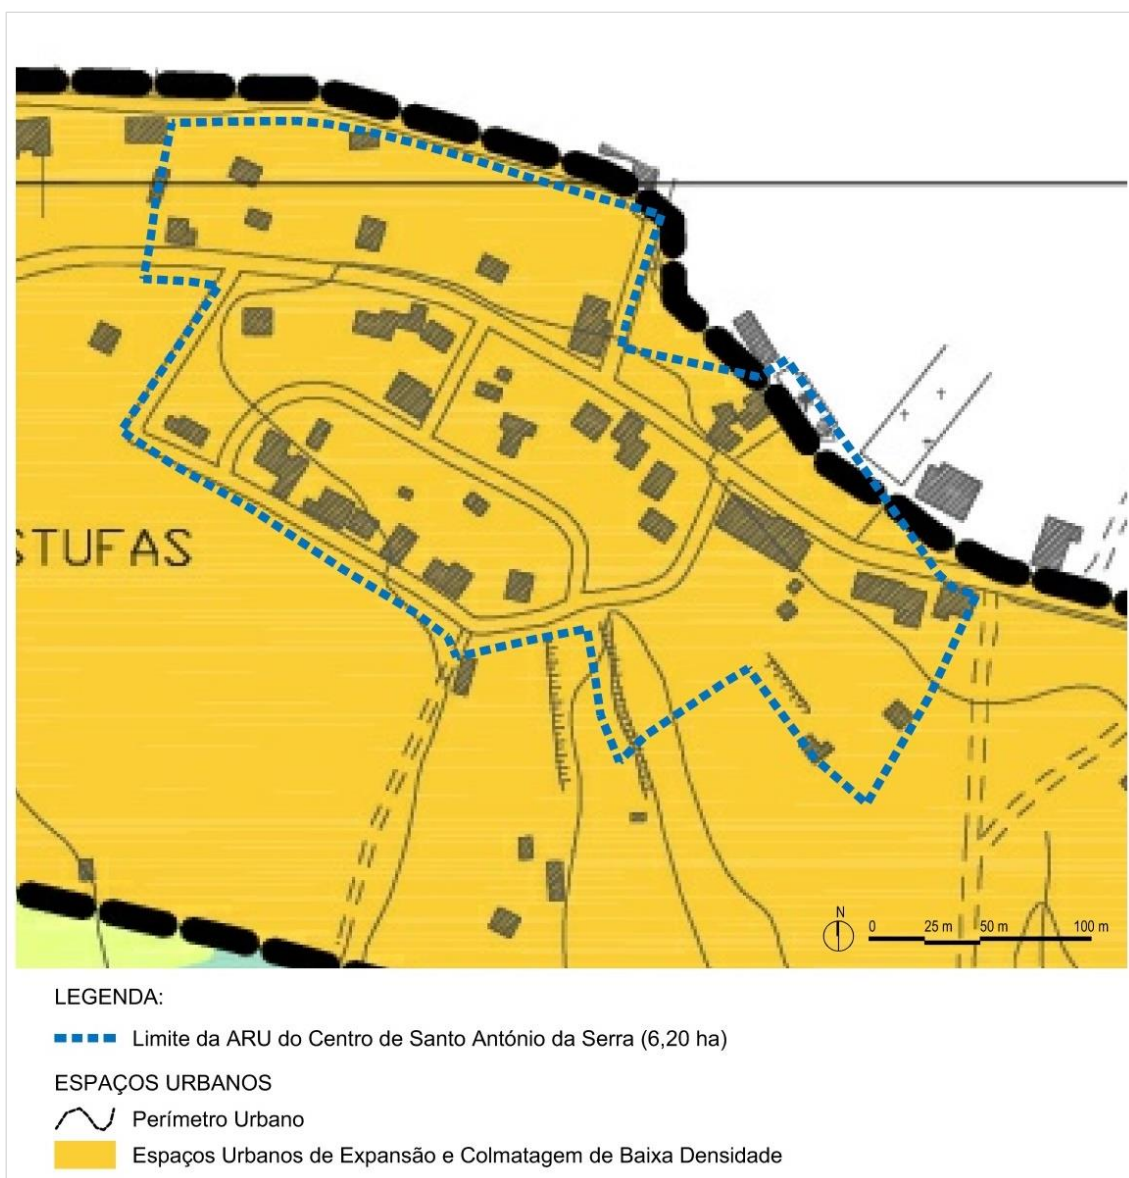 STUFAS
N
0 25 m 50 m 100 m
LEGENDA:
Limite da ARU do Centro de Santo António da Serra (6,20 ha)
ESPAÇOS URBANOS
Perímetro Urbano
Espaços Urbanos de Expansão e Colmatagem de Baixa Densidade